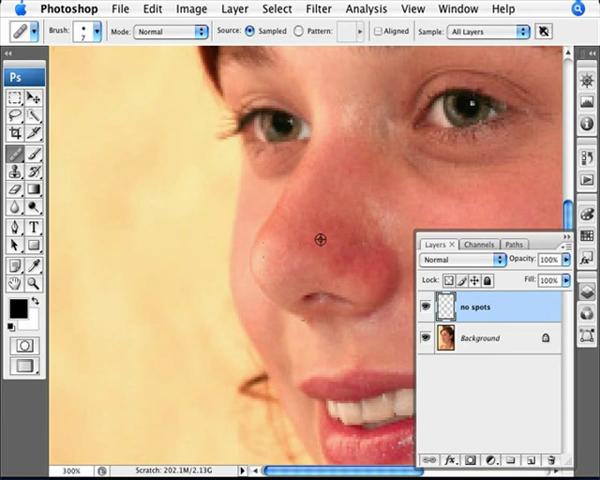 Photoshop File Edit Image Layer Select Filter Analysis View Window Help
Brush: 7 Mode: Normal Source: Sampled Pattern: Aligned Sample: All Layers
Ps
Layers × Channels Paths
Normal Opacity: 100%
Lock: Fill: 100%
no spots
Background
T
fx
300% Scratch: 202.1M/2.13G